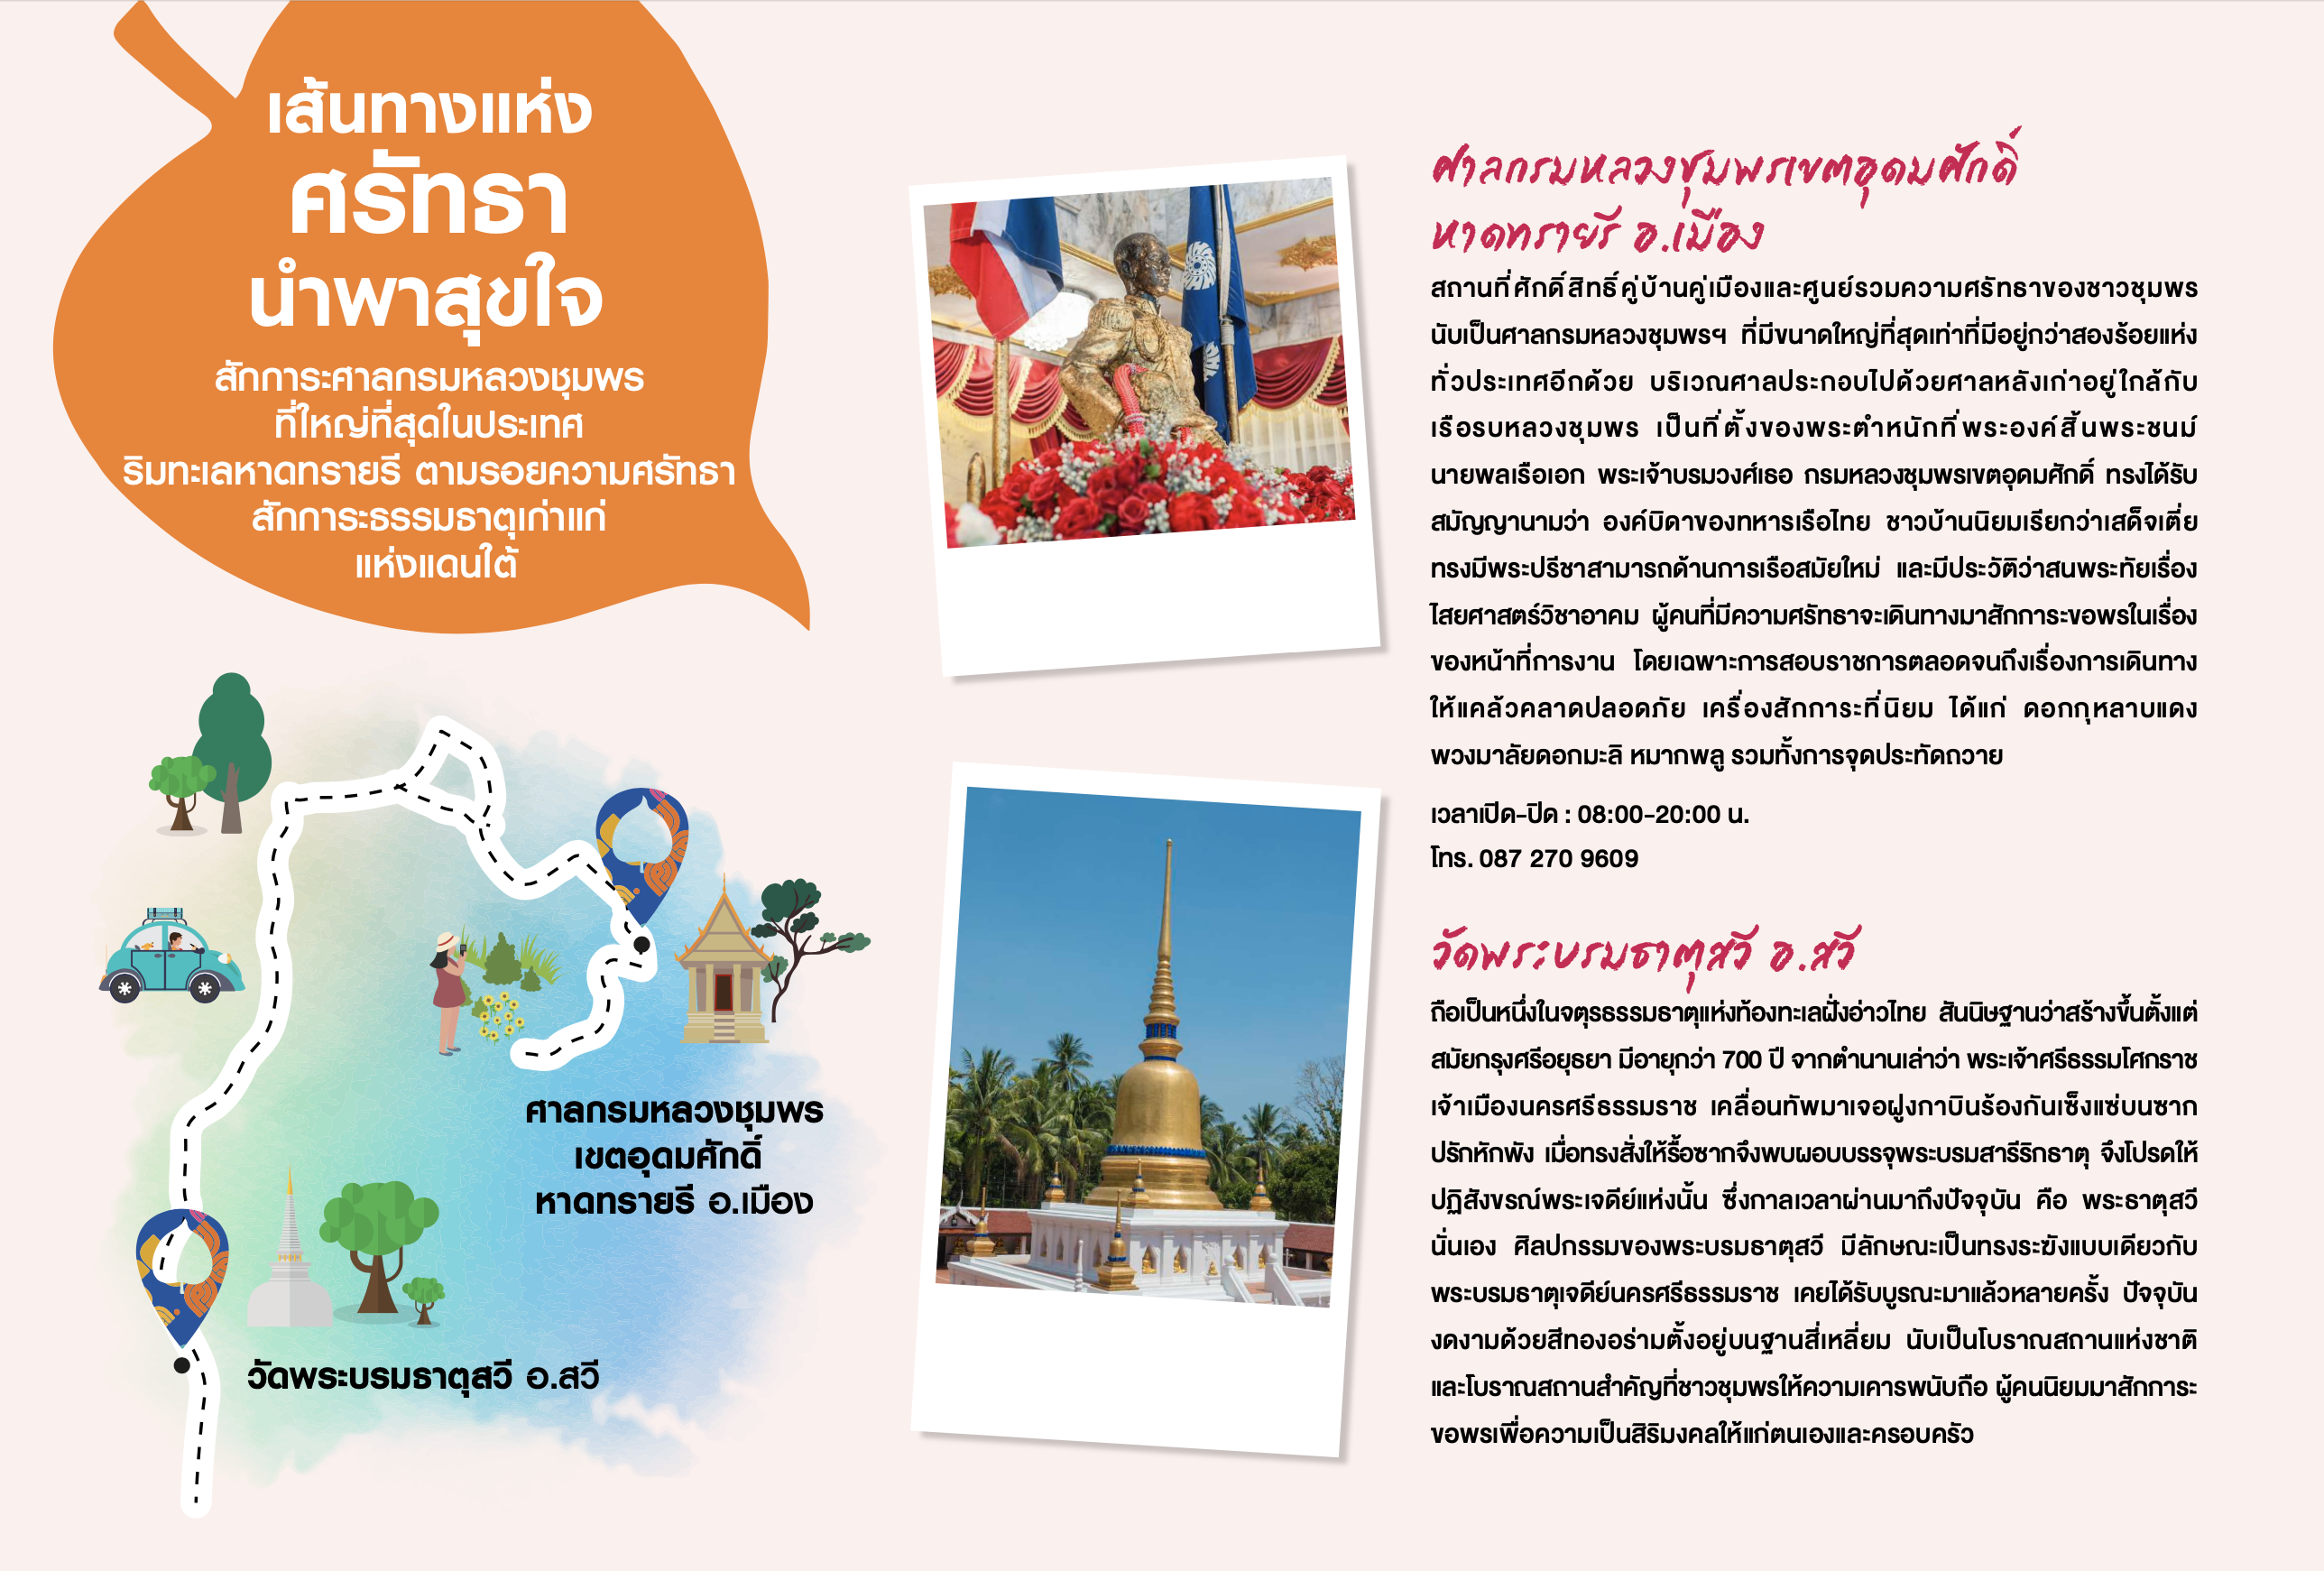 เส้นทางแห่ง
ศรัทธา
นำพาสุขใจ
สักการะศาลกรมหลวงชุมพร
ที่ใหญ่ที่สุดในประเทศ
ริมทะเลหาดทรายรี ตามรอยความศรัทธา
สักการะธรรมธาตุเก่าแก่
แห่งแดนใต้
ศาลกรมหลวงชุมพร
เขตอุดมศักดิ์
หาดทรายรี อ.เมือง
วัดพระบรมธาตุสวี อ.สวี
ศาลกรมหลวงชุมพรเขตอุดมศักดิ์
หาดทรายรี อ.เมือง
สถานที่ศักดิ์สิทธิ์คู่บ้านคู่เมืองและศูนย์รวมความศรัทธาของชาวชุมพร
นับเป็นศาลกรมหลวงชุมพรฯ ที่มีขนาดใหญ่ที่สุดเท่าที่มีอยู่กว่าสองร้อยแห่ง
ทั่วประเทศอีกด้วย บริเวณศาลประกอบไปด้วยศาลหลังเก่าอยู่ใกล้กับ
เรือรบหลวงชุมพร เป็นที่ตั้งของพระตำหนักที่พระองค์สิ้นพระชนม์
นายพลเรือเอก พระเจ้าบรมวงศ์เธอ กรมหลวงชุมพรเขตอุดมศักดิ์ ทรงได้รับ
สมัญญานามว่า องค์บิดาของทหารเรือไทย ชาวบ้านนิยมเรียกว่าเสด็จเตี่ย
ทรงมีพระปรีชาสามารถด้านการเรือสมัยใหม่ และมีประวัติว่าสนพระทัยเรื่อง
ไสยศาสตร์วิชาอาคม ผู้คนที่มีความศรัทธาจะเดินทางมาสักการะขอพรในเรื่อง
ของหน้าที่การงาน โดยเฉพาะการสอบราชการตลอดจนถึงเรื่องการเดินทาง
ให้แคล้วคลาดปลอดภัย เครื่องสักการะที่นิยม ได้แก่ ดอกกุหลาบแดง
พวงมาลัยดอกมะลิ หมากพลู รวมทั้งการจุดประทัดถวาย
เวลาเปิด-ปิด : 08:00-20:00 น.
โทร. 087 270 9609
วัดพระบรมธาตุสวี อ.สวี
ถือเป็นหนึ่งในจตุรธรรมธาตุแห่งท้องทะเลฝั่งอ่าวไทย สันนิษฐานว่าสร้างขึ้นตั้งแต่
สมัยกรุงศรีอยุธยา มีอายุกว่า 700 ปี จากตำนานเล่าว่า พระเจ้าศรีธรรมโศกราช
เจ้าเมืองนครศรีธรรมราช เคลื่อนทัพมาเจอฝูงกาบินร้องกันเซ็งแซ่บนซาก
ปรักหักพัง เมื่อทรงสั่งให้รื้อซากจึงพบผอบบรรจุพระบรมสารีริกธาตุ จึงโปรดให้
ปฏิสังขรณ์พระเจดีย์แห่งนั้น ซึ่งกาลเวลาผ่านมาถึงปัจจุบัน คือ พระธาตุสวี
นั่นเอง ศิลปกรรมของพระบรมธาตุสวี มีลักษณะเป็นทรงระฆังแบบเดียวกับ
พระบรมธาตุเจดีย์นครศรีธรรมราช เคยได้รับบูรณะมาแล้วหลายครั้ง ปัจจุบัน
งดงามด้วยสีทองอร่ามตั้งอยู่บนฐานสี่เหลี่ยม นับเป็นโบราณสถานแห่งชาติ
และโบราณสถานสำคัญที่ชาวชุมพรให้ความเคารพนับถือ ผู้คนนิยมมาสักการะ
ขอพรเพื่อความเป็นสิริมงคลให้แก่ตนเองและครอบครัว